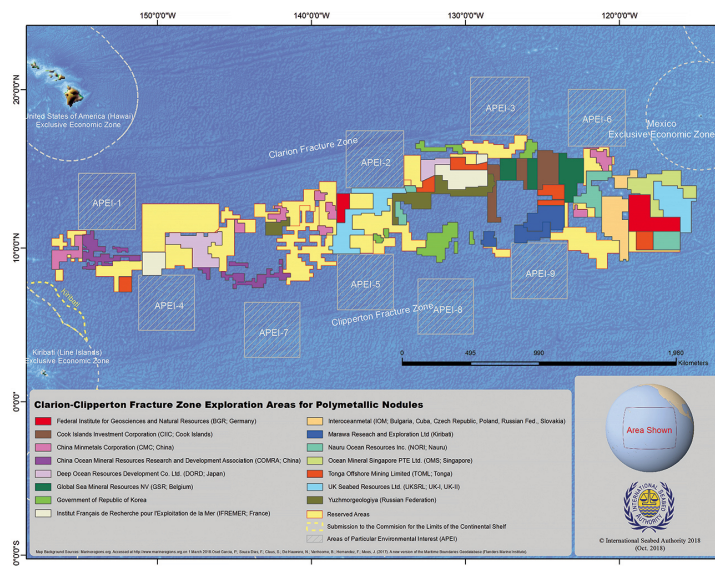 150°0'0"W 140°0'0"W 130°0'0"W 120°0'0"W
20°0'0"N
10°0'0"N
0°0'0"N
0°0'0"S
United States of America (Hawaii)
Exclusive Economic Zone
Mexico
Exclusive Economic Zone
Clarion Fracture Zone
Clipperton Fracture Zone
Kiribati
Kiribati (Line Islands)
Exclusive Economic Zone
APEI-1
APEI-2
APEI-3
APEI-6
APEI-4
APEI-5
APEI-9
APEI-7
APEI-8
0 495 990 1,980
Kilometers
Clarion-Clipperton Fracture Zone Exploration Areas for Polymetallic Nodules
Federal Institute for Geosciences and Natural Resources (BGR; Germany)
Cook Islands Investment Corporation (CIIC; Cook Islands)
China Minmetals Corporation (CMC; China)
China Ocean Mineral Resources Research and Development Association (COMRA; China)
Deep Ocean Resources Development Co. Ltd. (DORD; Japan)
Global Sea Mineral Resources NV (GSR; Belgium)
Government of Republic of Korea
Institut Français de Recherche pour l'Exploitation de la Mer (IFREMER; France)
Interoceanmetal (IOM; Bulgaria, Cuba, Czech Republic, Poland, Russian Fed., Slovakia)
Marawa Reseach and Exploration Ltd (Kiribati)
Nauru Ocean Resources Inc. (NORI; Nauru)
Ocean Mineral Singapore PTE Ltd. (OMS; Singapore)
Tonga Offshore Mining Limited (TOML; Tonga)
UK Seabed Resources Ltd. (UKSRL; UK-I, UK-II)
Yuzhmorgeologiya (Russian Federation)
Reserved Areas
Submission to the Commision for the Limits of the Continental Shelf
Areas of Particular Environmental Interest (APEI)
Area Shown
INTERNATIONAL SEABED
AUTHORITY
© International Seabed Authority 2018
(Oct, 2018)